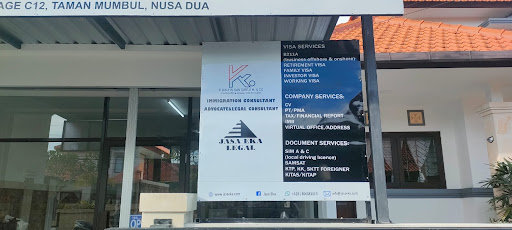 AGE C12, TAMAN MUMBUL, NUSA DUA
IMMIGRATION CONSULTANT
ADVOCATE&LEGAL CONSULTANT
JASA EKA
LEGAL
VISA SERVICES
B211A
(business offshore & onshore)
RETIREMENT VISA
FAMILY VISA
INVESTOR VISA
WORKING VISA
COMPANY SERVICES:
CV
PT/PMA
TAX/FINANCIAL REPORT
IMB
VIRTUAL OFFICE/ADDRESS
DOCUMENT SERVICES:
SIM A & C
(local driving licence)
SAMSAT
KTP, KK, SKTT FOREIGNER
KITAS/KITAP
OP